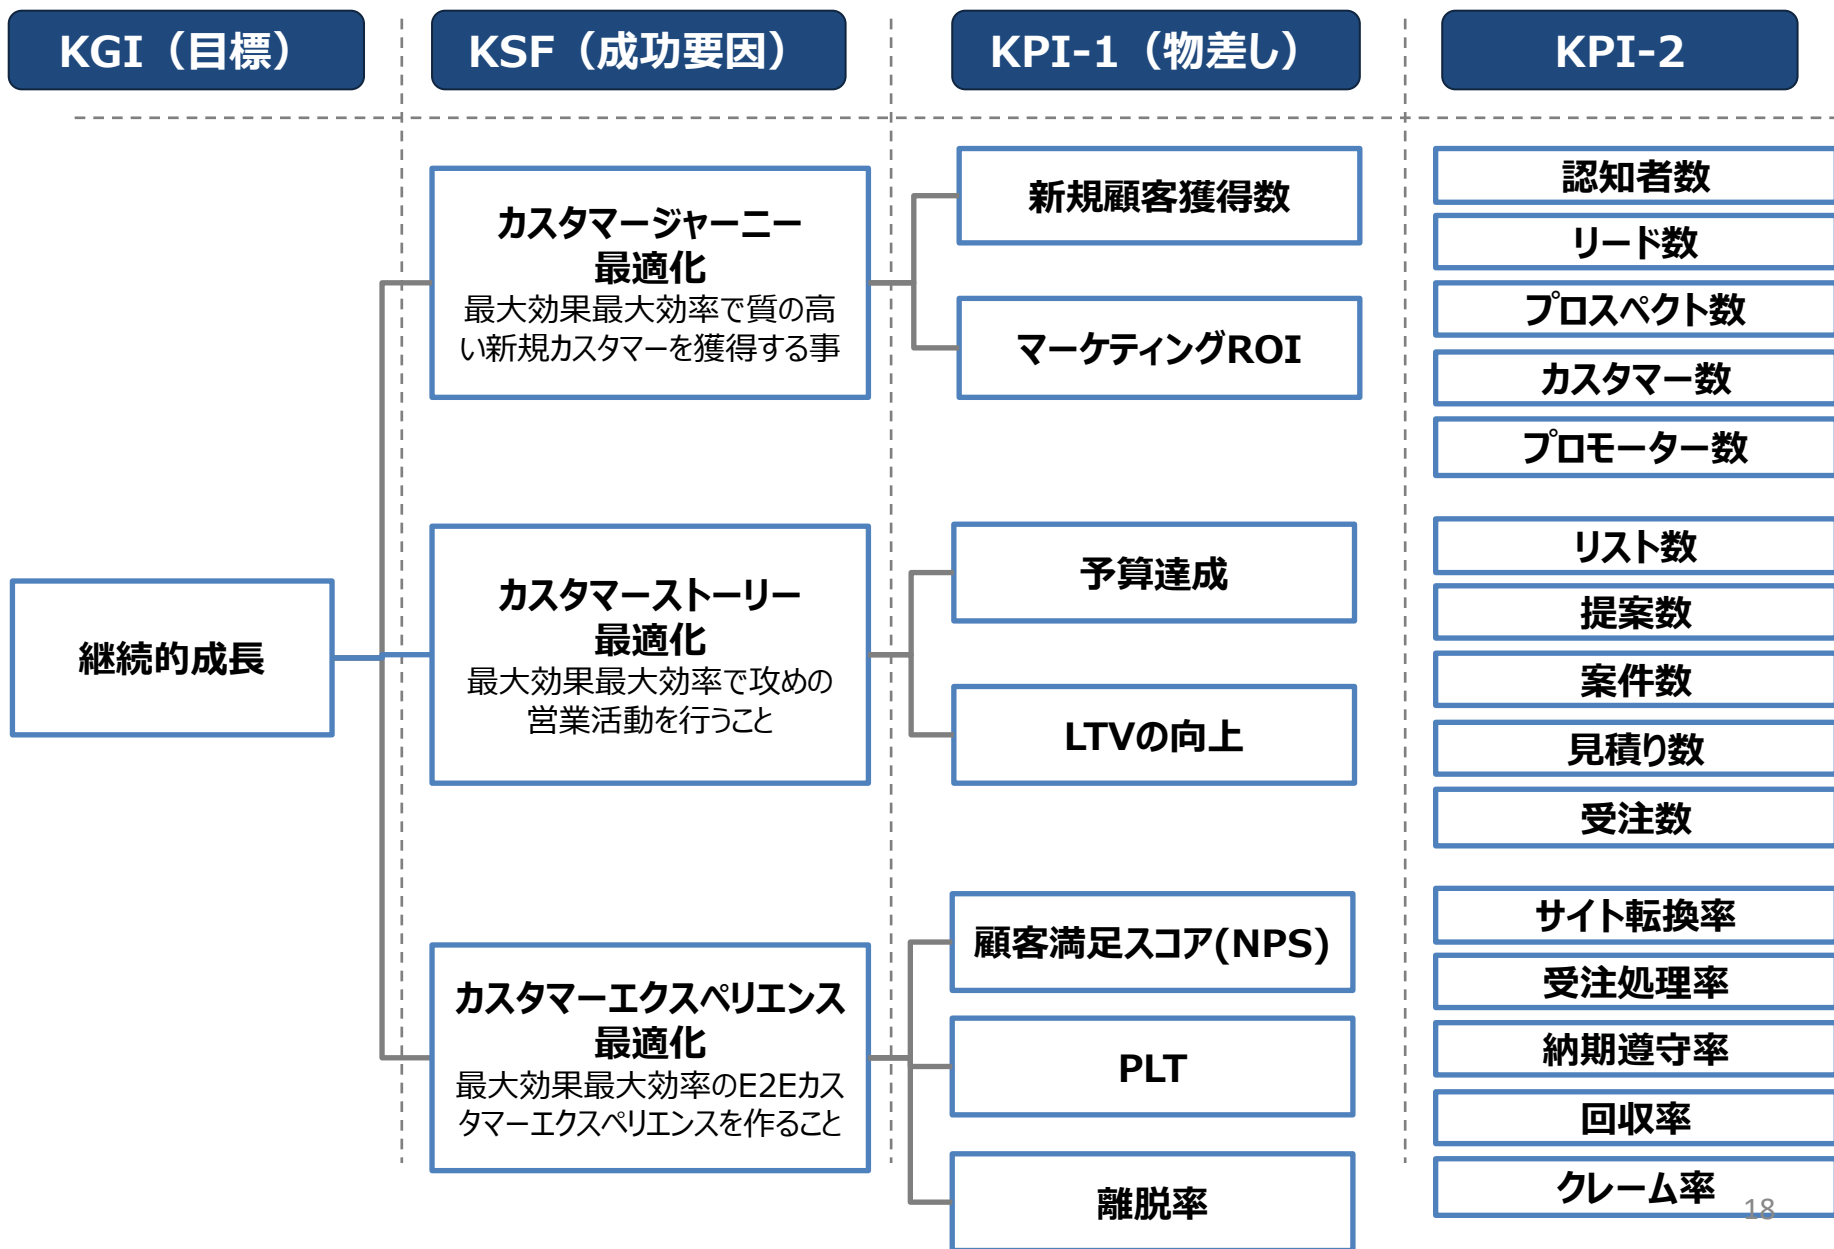 KGI（目標）
KSF（成功要因）
KPI-1（物差し）
KPI-2
継続的成長
カスタマージャーニー
最適化
最大効果最大効率で質の高
い新規カスタマーを獲得する事
新規顧客獲得数
マーケティングROI
認知者数
リード数
プロスペクト数
カスタマー数
プロモーター数
カスタマーストーリー
最適化
最大効果最大効率で攻めの
営業活動を行うこと
予算達成
LTVの向上
リスト数
提案数
案件数
見積り数
受注数
カスタマーエクスペリエンス
最適化
最大効果最大効率のE2Eカス
タマーエクスペリエンスを作ること
顧客満足スコア(NPS)
PLT
離脱率
サイト転換率
受注処理率
納期遵守率
回収率
クレーム率
18